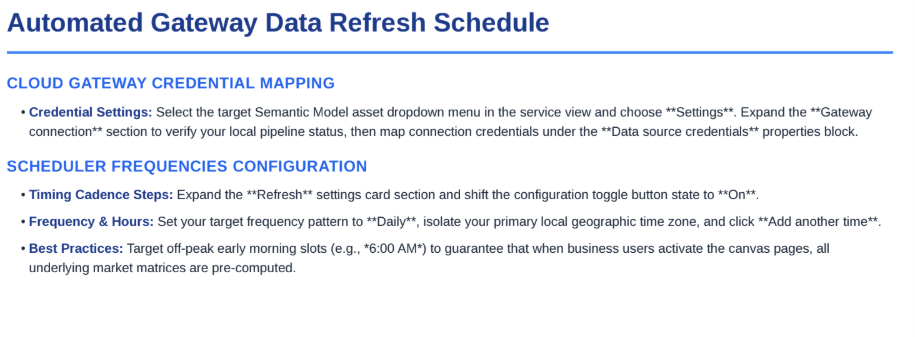 Automated Gateway Data Refresh Schedule
CLOUD GATEWAY CREDENTIAL MAPPING
• Credential Settings: Select the target Semantic Model asset dropdown menu in the service view and choose **Settings**. Expand the **Gateway
connection** section to verify your local pipeline status, then map connection credentials under the **Data source credentials** properties block.
SCHEDULER FREQUENCIES CONFIGURATION
• Timing Cadence Steps: Expand the **Refresh** settings card section and shift the configuration toggle button state to **On**.
• Frequency & Hours: Set your target frequency pattern to **Daily**, isolate your primary local geographic time zone, and click **Add another time**.
• Best Practices: Target off-peak early morning slots (e.g., *6:00 AM*) to guarantee that when business users activate the canvas pages, all
underlying market matrices are pre-computed.